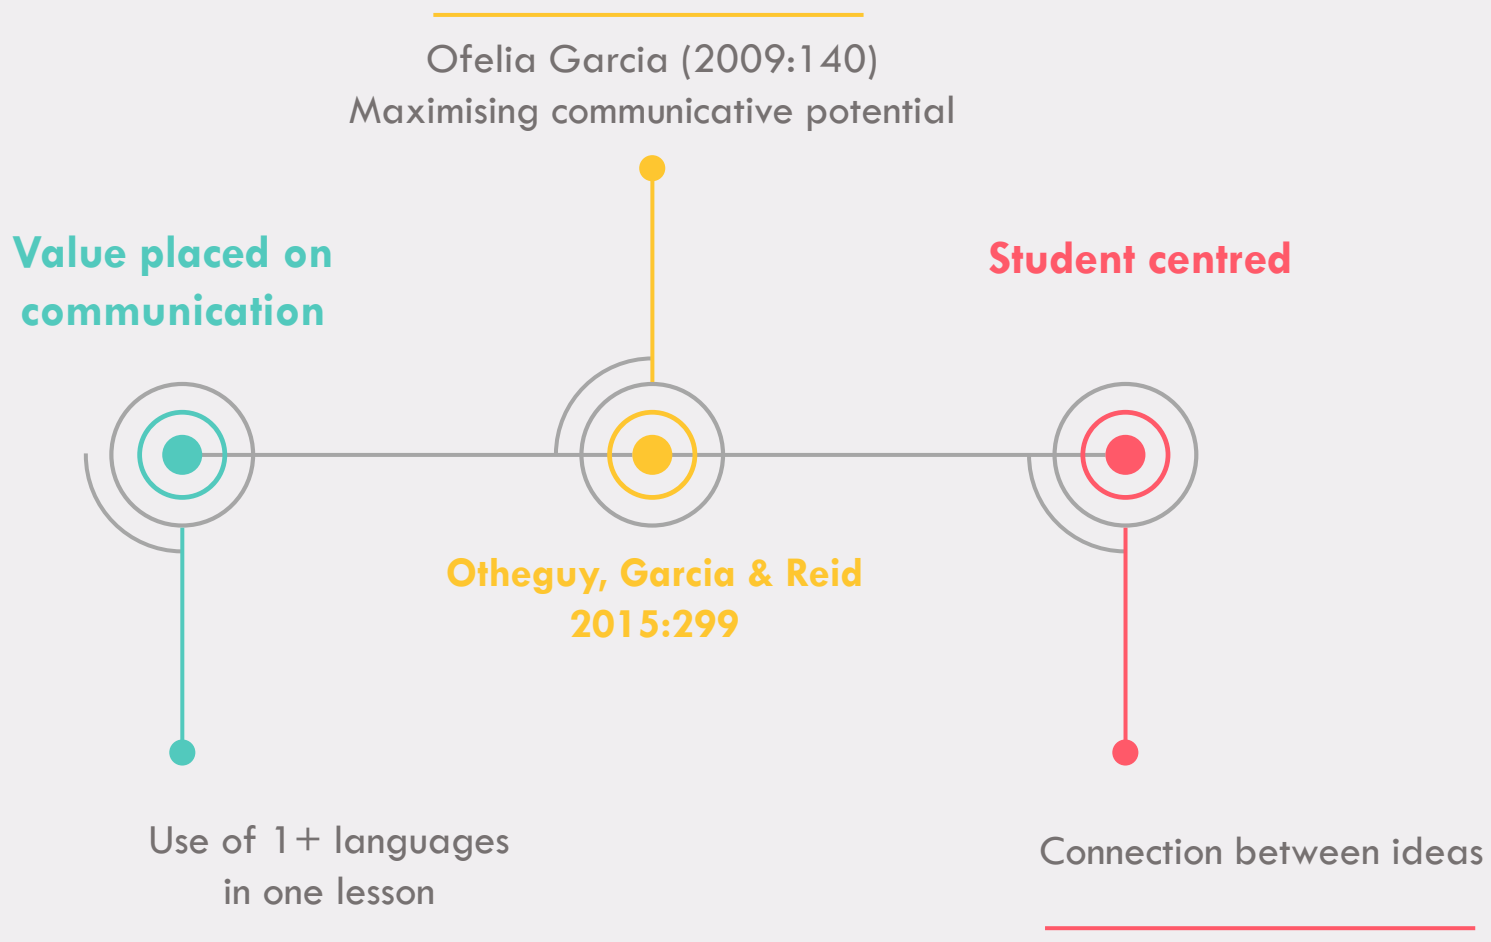 Ofelia Garcia (2009:140)
Maximising communicative potential
Value placed on
communication
Student centred
Otheguy, Garcia & Reid
2015:299
Use of 1+ languages
in one lesson
Connection between ideas